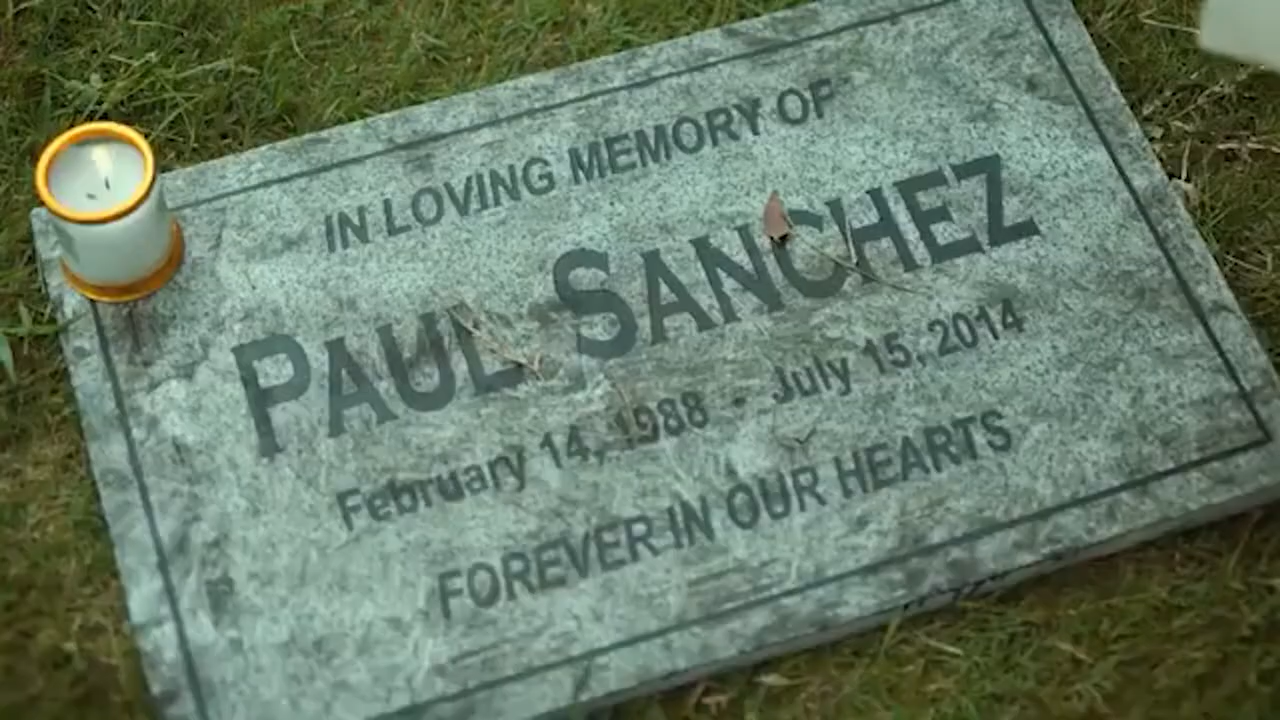 IN LOVING MEMORY OF
PAUL SANCHEZ
February 14, 1988 - July 15, 2014
FOREVER IN OUR HEARTS